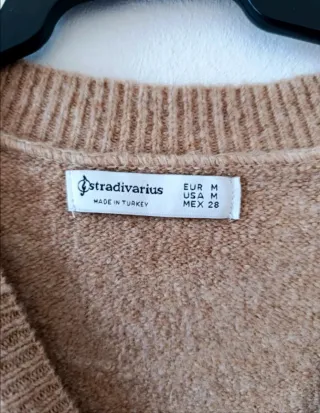 stradivarius
MADE IN TURKEY
EUR M
USA M
MEX 28